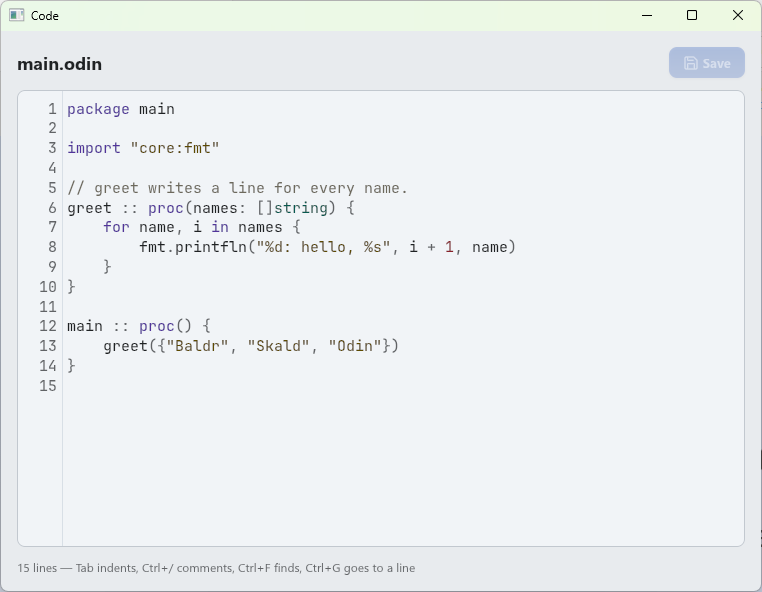 Code
main.odin
Save
1 package main
2
3 import "core:fmt"
4
5 // greet writes a line for every name.
6 greet :: proc(names: []string) {
7     for name, i in names {
8         fmt.printfln("%d: hello, %s", i + 1, name)
9     }
10 }
11
12 main :: proc() {
13     greet({"Baldr", "Skald", "Odin"})
14 }
15
15 lines — Tab indents, Ctrl+/ comments, Ctrl+F finds, Ctrl+G goes to a line